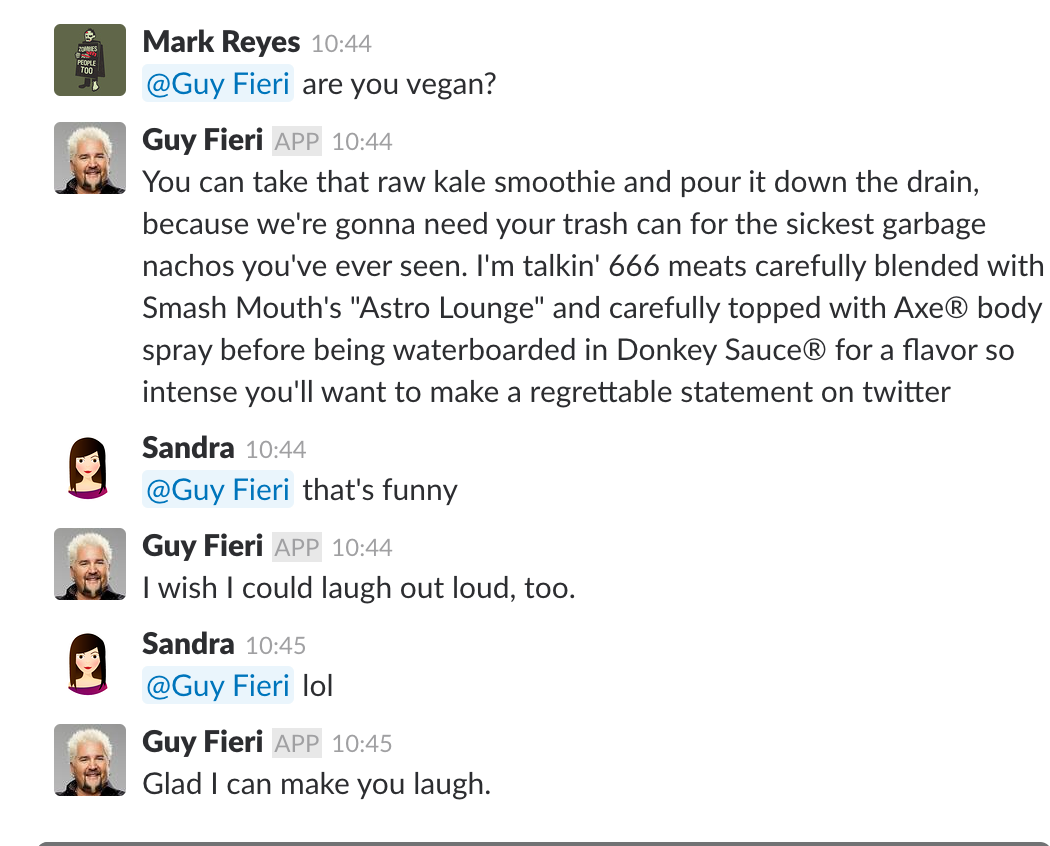 Mark Reyes 10:44
@Guy Fieri are you vegan?
Guy Fieri APP 10:44
You can take that raw kale smoothie and pour it down the drain,
because we're gonna need your trash can for the sickest garbage
nachos you've ever seen. I'm talkin' 666 meats carefully blended with
Smash Mouth's "Astro Lounge" and carefully topped with Axe® body
spray before being waterboarded in Donkey Sauce® for a flavor so
intense you'll want to make a regrettable statement on twitter
Sandra 10:44
@Guy Fieri that's funny
Guy Fieri APP 10:44
I wish I could laugh out loud, too.
Sandra 10:45
@Guy Fieri lol
Guy Fieri APP 10:45
Glad I can make you laugh.
ZOMBIES
PEOPLE
TOO